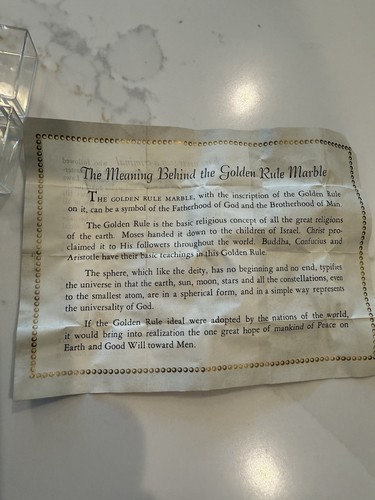 The Meaning Behind the Golden Rule Marble
THE GOLDEN RULE MARBLE, with the inscription of the Golden Rule
on it, can be a symbol of the Fatherhood of God and the Brotherhood of Man.
The Golden Rule is the basic religious concept of all the great religions
of the earth. Moses handed it down to the children of Israel. Christ pro-
claimed it to His followers throughout the world. Buddha, Confucius and
Aristotle have their basic teachings in this Golden Rule.
The sphere, which like the deity, has no beginning and no end, typifies
the universe in that the earth, sun, moon, stars and all the constellations, even
to the smallest atom, are in a spherical form, and in a simple way represents
the universality of God.
If the Golden Rule ideal were adopted by the nations of the world,
it would bring into realization the one great hope of mankind of Peace on
Earth and Good Will toward Men.